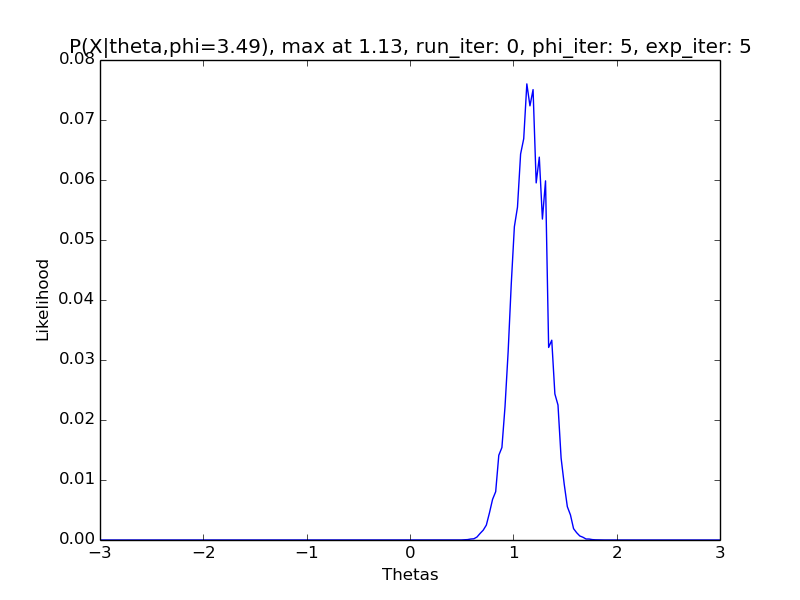 P(X|theta,phi=3.49), max at 1.13, run_iter: 0, phi_iter: 5, exp_iter: 5
0.08
0.07
0.06
0.05
0.04
0.03
0.02
0.01
0.00
Likelihood
−3 −2 −1 0 1 2 3
Thetas